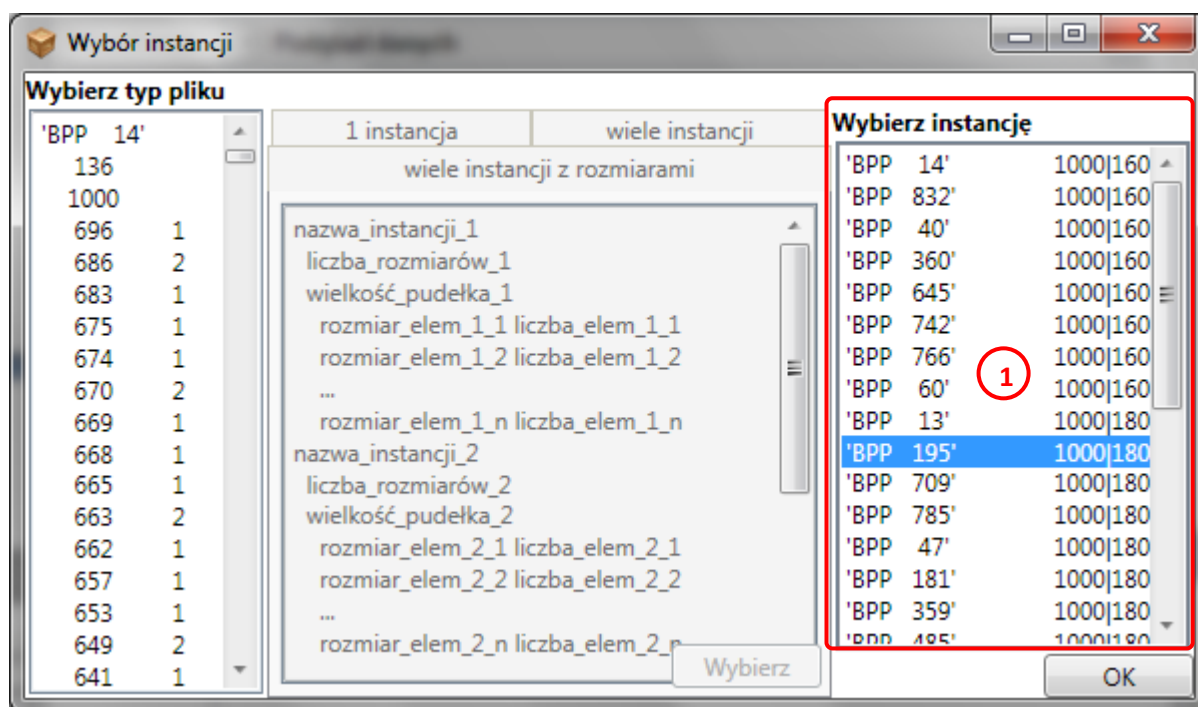 Wybór instancji
Wybierz typ pliku
'BPP 14'
136
1000
696 1
686 2
683 1
675 1
674 1
670 2
669 1
668 1
665 1
663 2
662 1
657 1
653 1
649 2
641 1
1 instancja wiele instancji
wiele instancji z rozmiarami
nazwa_instancji_1
liczba_rozmiarów_1
wielkość_pudełka_1
rozmiar_elem_1_1 liczba_elem_1_1
rozmiar_elem_1_2 liczba_elem_1_2
...
rozmiar_elem_1_n liczba_elem_1_n
nazwa_instancji_2
liczba_rozmiarów_2
wielkość_pudełka_2
rozmiar_elem_2_1 liczba_elem_2_1
rozmiar_elem_2_2 liczba_elem_2_2
...
rozmiar_elem_2_n liczba_elem_2_n
Wybierz
Wybierz instancję
'BPP 14' 1000|160
'BPP 832' 1000|160
'BPP 40' 1000|160
'BPP 360' 1000|160
'BPP 645' 1000|160
'BPP 742' 1000|160
'BPP 766' 1000|160
'BPP 60' 1000|160
'BPP 13' 1000|180
'BPP 195' 1000|180
'BPP 709' 1000|180
'BPP 785' 1000|180
'BPP 47' 1000|180
'BPP 181' 1000|180
'BPP 359' 1000|180
'BPP 485' 1000|180
1
OK